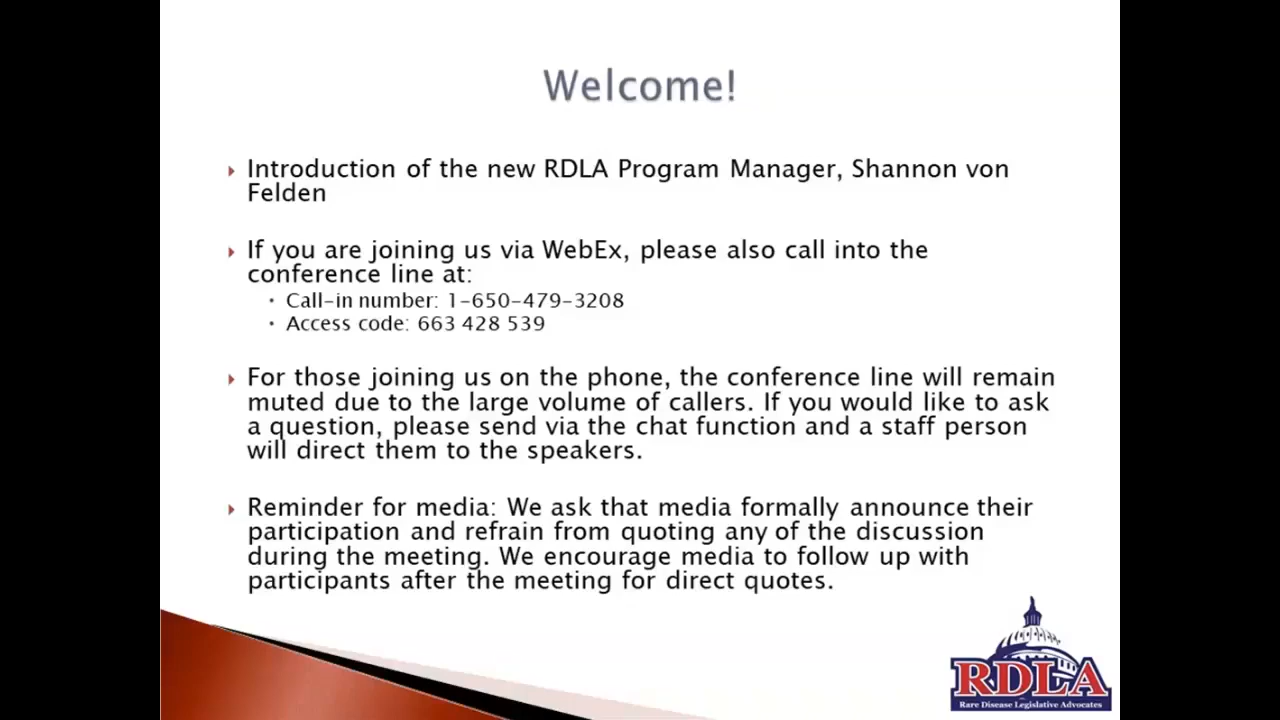 Welcome!
Introduction of the new RDLA Program Manager, Shannon von
Felden
If you are joining us via WebEx, please also call into the
conference line at:
Call-in number: 1-650-479-3208
Access code: 663 428 539
For those joining us on the phone, the conference line will remain
muted due to the large volume of callers. If you would like to ask
a question, please send via the chat function and a staff person
will direct them to the speakers.
Reminder for media: We ask that media formally announce their
participation and refrain from quoting any of the discussion
during the meeting. We encourage media to follow up with
participants after the meeting for direct quotes.
RDLA
Rare Disease Legislative Advocates